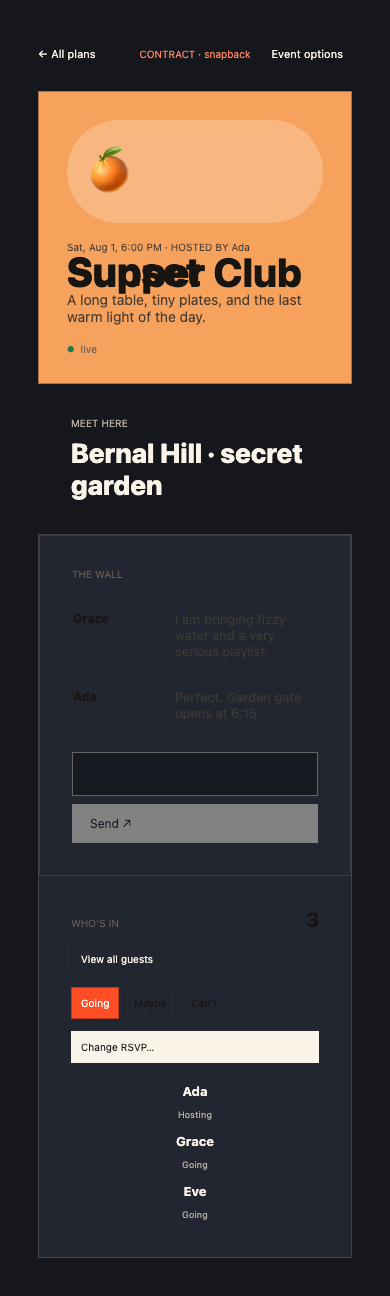 ← All plans
CONTRACT · snapback
Event options
Sat, Aug 1, 6:00 PM · HOSTED BY Ada
Club
A long table, tiny plates, and the last
warm light of the day.
live
MEET HERE
Bernal Hill · secret
garden
THE WALL
Grace
I am bringing fizzy
water and a very
serious playlist.
Ada
Perfect. Garden gate
opens at 6:15.
Send ↗
WHO'S IN
3
View all guests
Going
Maybe
Can't
Change RSVP...
Ada
Hosting
Grace
Going
Eve
Going